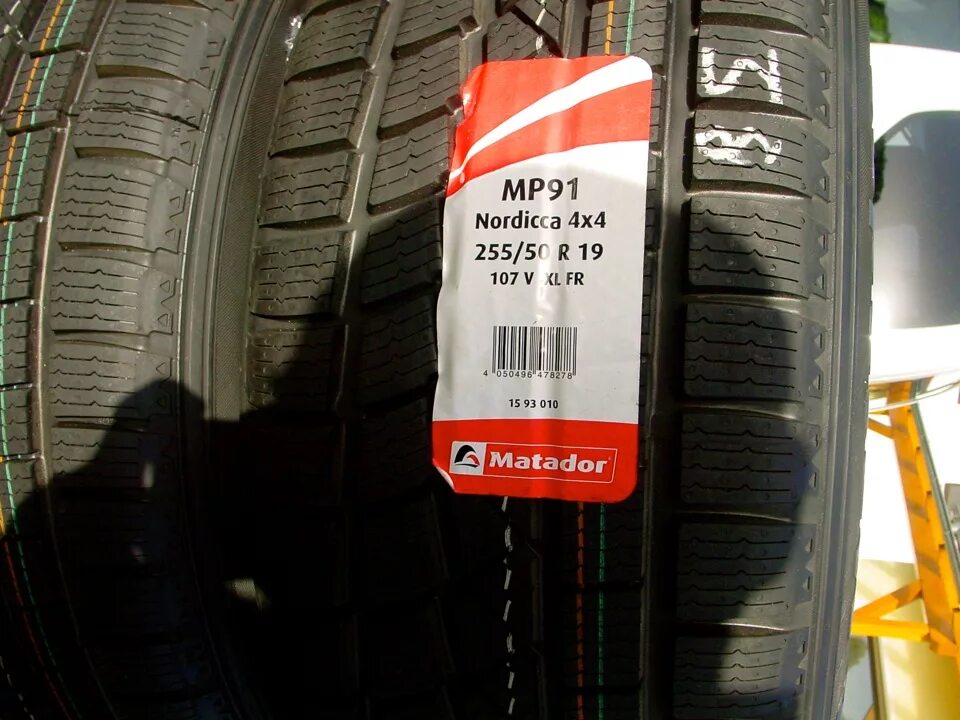 MP91
Nordicca 4x4
255/50 R 19
107 V XL FR
4 050496 478278
15 93 010
Matador